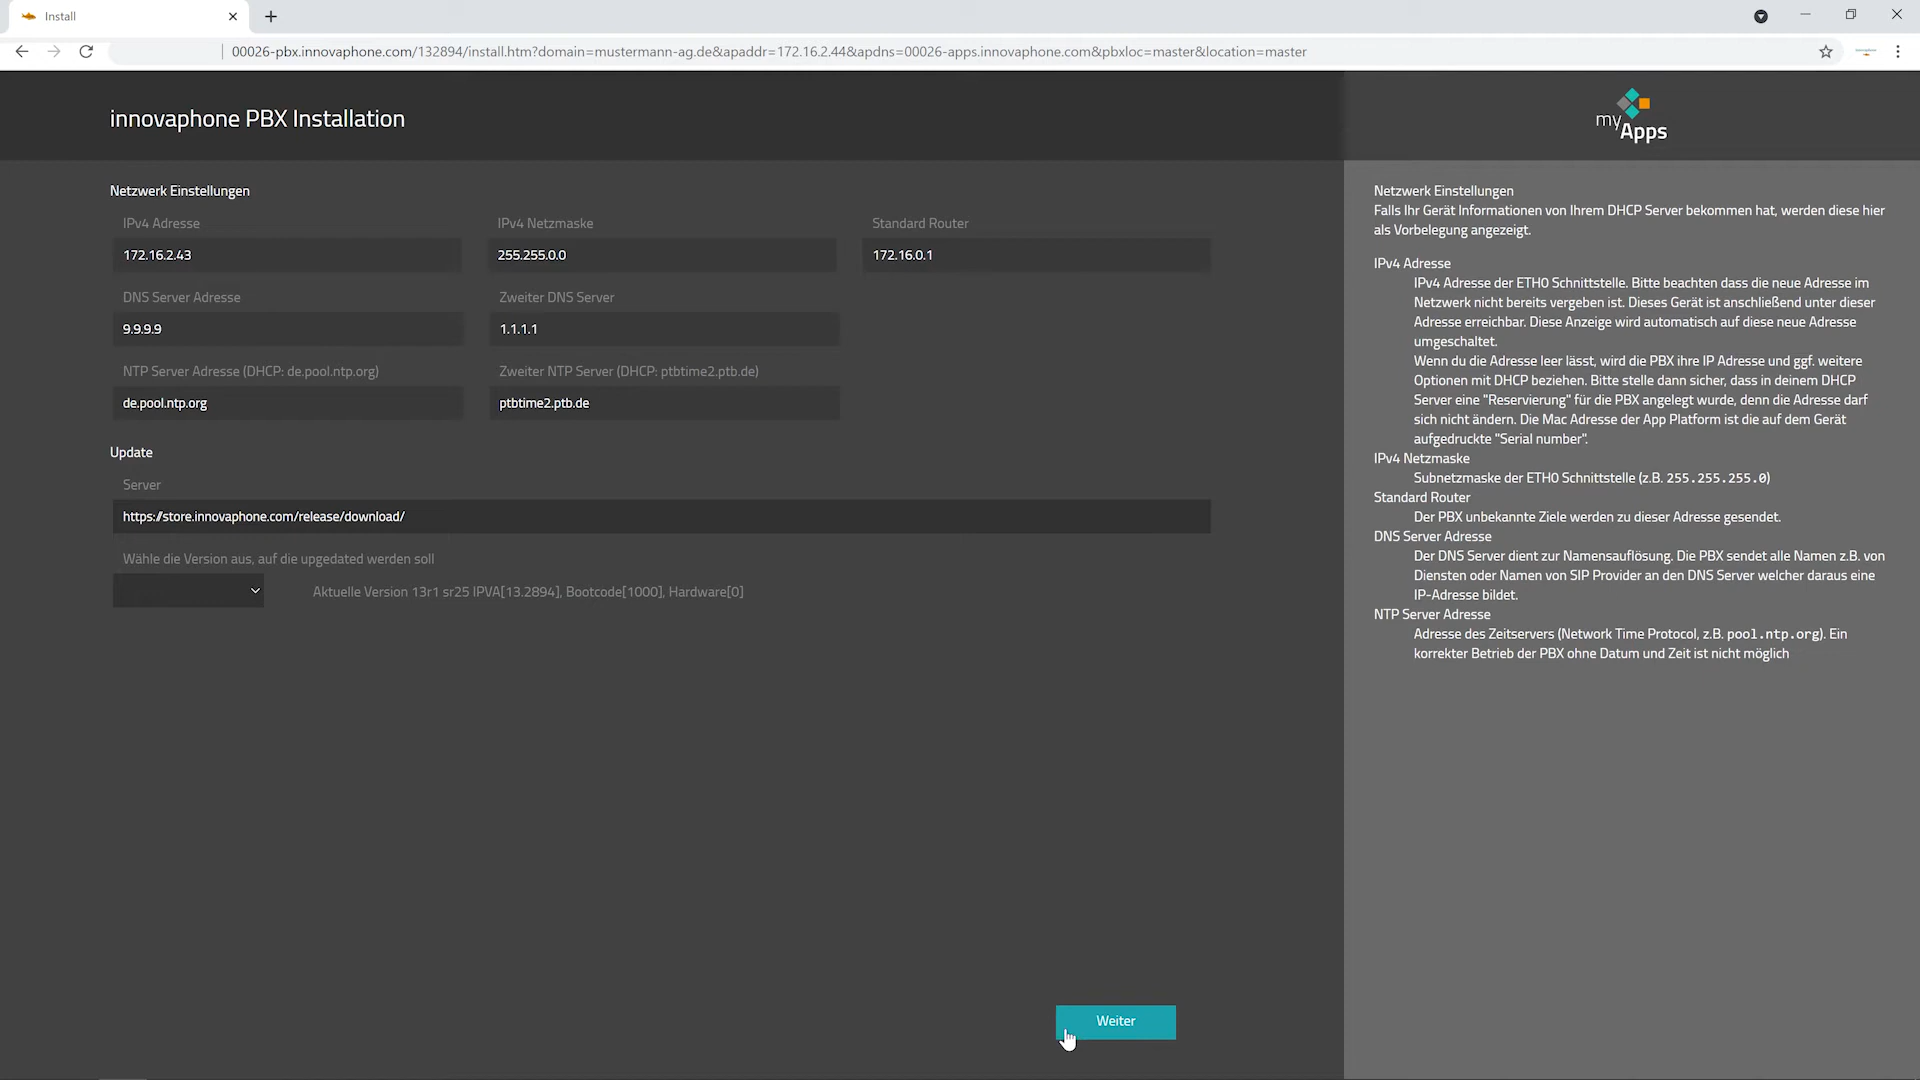 Install
00026-pbx.innovaphone.com/132894/install.htm?domain=mustermann-ag.de&apaddr=172.16.2.44&apdns=00026-apps.innovaphone.com&pbxloc=master&location=master
innovaphone PBX Installation
my
Apps
Netzwerk Einstellungen
IPv4 Adresse
IPv4 Netzmaske
Standard Router
172.16.2.43
255.255.0.0
172.16.0.1
DNS Server Adresse
Zweiter DNS Server
9.9.9.9
1.1.1.1
NTP Server Adresse (DHCP: de.pool.ntp.org)
Zweiter NTP Server (DHCP: ptbtime2.ptb.de)
de.pool.ntp.org
ptbtime2.ptb.de
Update
Server
https://store.innovaphone.com/release/download/
Wähle die Version aus, auf die upgedated werden soll
Aktuelle Version 13r1 sr25 IPVA[13.2894], Bootcode[1000], Hardware[0]
Weiter
Netzwerk Einstellungen
Falls Ihr Gerät Informationen von Ihrem DHCP Server bekommen hat, werden diese hier
als Vorbelegung angezeigt.
IPv4 Adresse
IPv4 Adresse der ETH0 Schnittstelle. Bitte beachten dass die neue Adresse im
Netzwerk nicht bereits vergeben ist. Dieses Gerät ist anschließend unter dieser
Adresse erreichbar. Diese Anzeige wird automatisch auf diese neue Adresse
umgeschaltet.
Wenn du die Adresse leer lässt, wird die PBX ihre IP Adresse und ggf. weitere
Optionen mit DHCP beziehen. Bitte stelle dann sicher, dass in deinem DHCP
Server eine "Reservierung" für die PBX angelegt wurde, denn die Adresse darf
sich nicht ändern. Die Mac Adresse der App Platform ist die auf dem Gerät
aufgedruckte "Serial number".
IPv4 Netzmaske
Subnetzmaske der ETH0 Schnittstelle (z.B. 255.255.255.0)
Standard Router
Der PBX unbekannte Ziele werden zu dieser Adresse gesendet.
DNS Server Adresse
Der DNS Server dient zur Namensauflösung. Die PBX sendet alle Namen z.B. von
Diensten oder Namen von SIP Provider an den DNS Server welcher daraus eine
IP-Adresse bildet.
NTP Server Adresse
Adresse des Zeitservers (Network Time Protocol, z.B. pool.ntp.org). Ein
korrekter Betrieb der PBX ohne Datum und Zeit ist nicht möglich